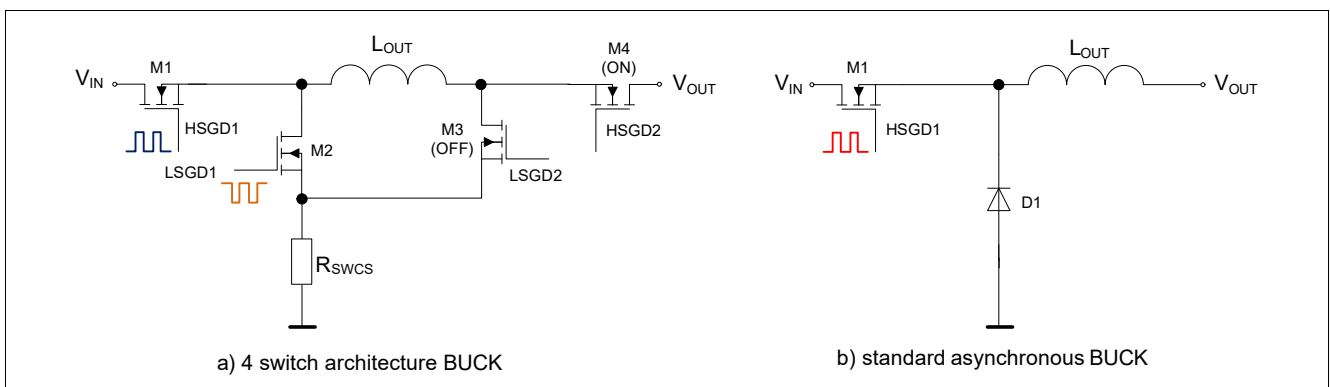 LOUT
M4
(ON)
VIN
M1
VOUT
HSGD1
HSGD2
M3
(OFF)
M2
LSGD1
LSGD2
RSWCS
a) 4 switch architecture BUCK
LOUT
M1
VIN
VOUT
HSGD1
D1
b) standard asynchronous BUCK